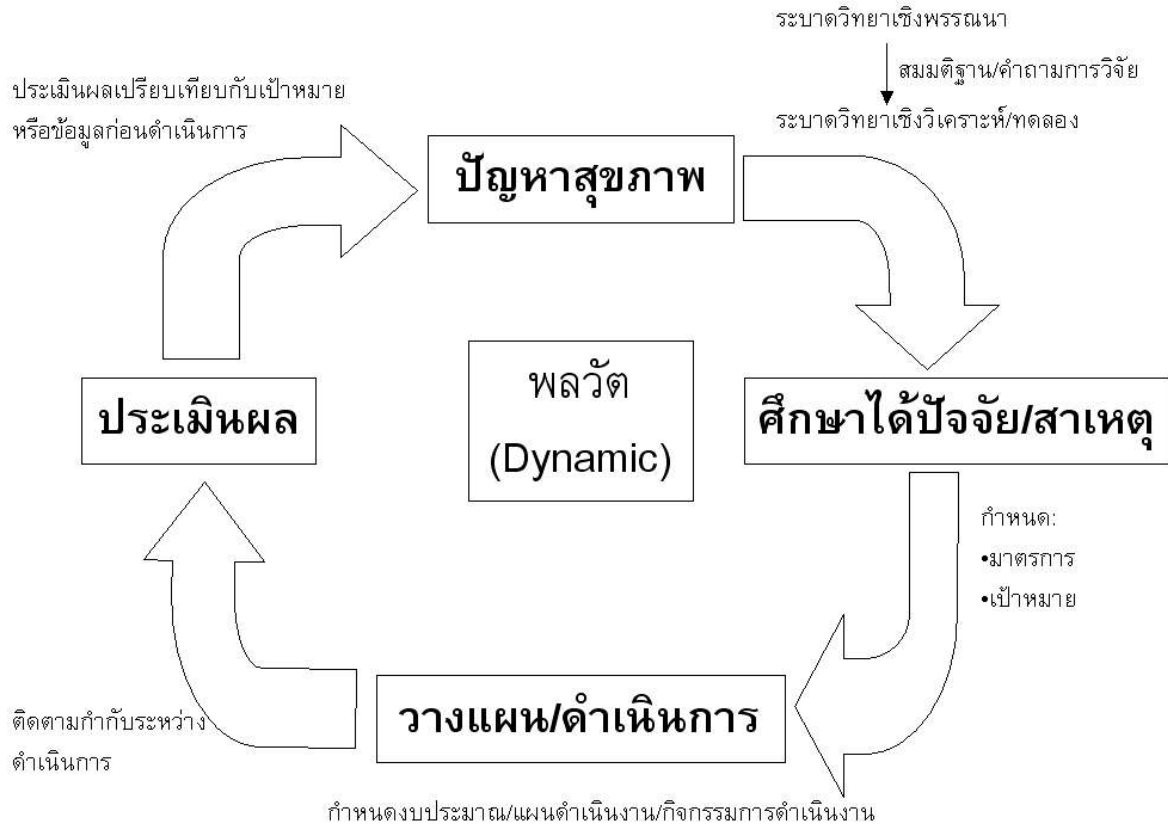 ระบาดวิทยาเชิงพรรณนา
สมมติฐาน/คำถามการวิจัย
ระบาดวิทยาเชิงวิเคราะห์/ทดลอง
ประเมินผลเปรียบเทียบกับเป้าหมาย
หรือข้อมูลก่อนดำเนินการ
ปัญหาสุขภาพ
พลวัต
(Dynamic)
ประเมินผล
ศึกษาได้ปัจจัย/สาเหตุ
กำหนด:
•มาตรการ
•เป้าหมาย
วางแผน/ดำเนินการ
ติดตามกำกับระหว่าง
ดำเนินการ
กำหนดงบประมาณ/แผนดำเนินงาน/กิจกรรมการดำเนินงาน